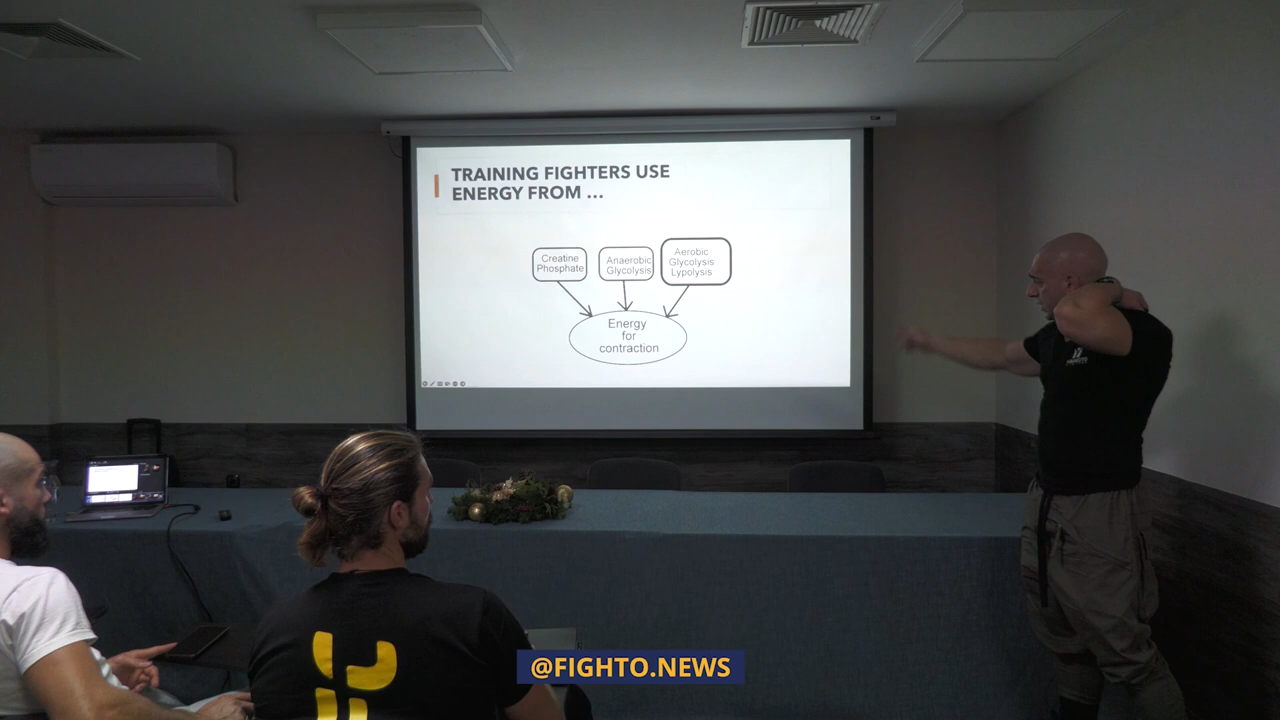 TRAINING FIGHTERS USE
ENERGY FROM ...
Creatine
Phosphate
Anaerobic
Glycolysis
Aerobic
Glycolysis
Lypolysis
Energy
for
contraction
@FIGHTO.NEWS